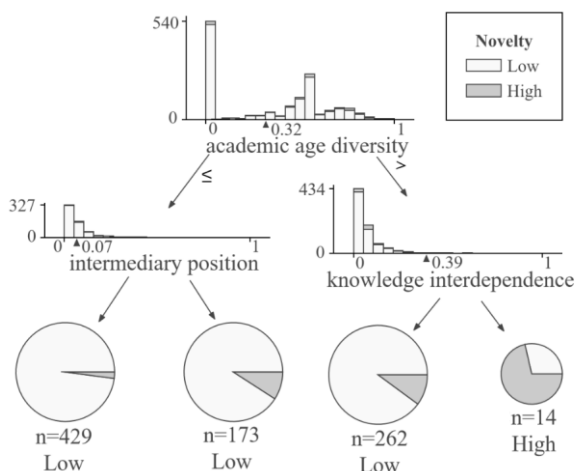 540
0
0
0.32
1
academic age diversity
Novelty
Low
High
≤
>
327
0
0
0.07
1
intermediary position
434
0
0
0.39
1
knowledge interdependence
n=429
Low
n=173
Low
n=262
Low
n=14
High